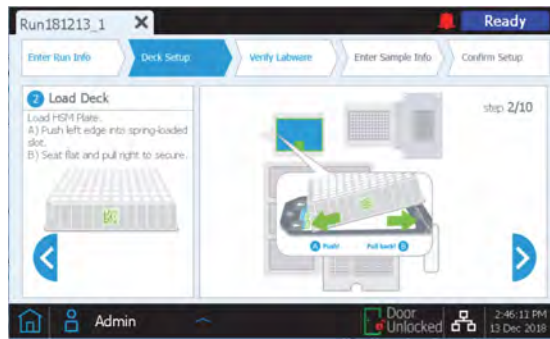 Run181213_1
Ready
Enter Run Info
Deck Setup
Verify Labware
Enter Sample Info
Confirm Setup
2 Load Deck
Load HSM Plate.
A) Push left edge into spring-loaded
slot.
B) Seat flat and pull right to secure.
step 2/10
A Push!
Pull back! B
Admin
Door
Unlocked
2:46:11 PM
13 Dec 2018